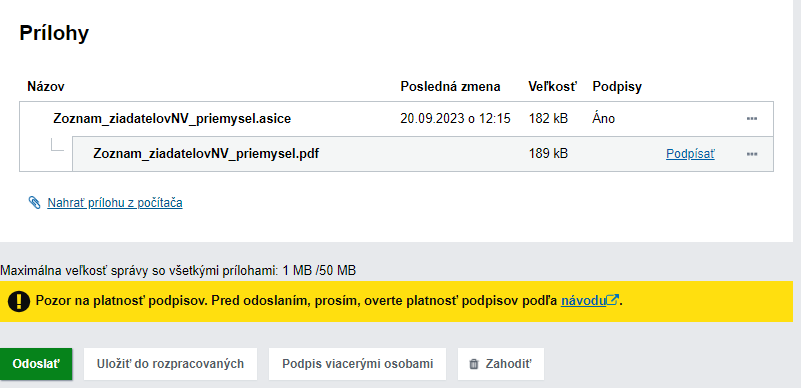 Prílohy
Názov Posledná zmena Veľkosť Podpisy
Zoznam_ziadatelovNV_priemysel.asice 20.09.2023 o 12:15 182 kB Áno ...
Zoznam_ziadatelovNV_priemysel.pdf 189 kB Podpísať ...
Nahrať prílohu z počítača
Maximálna veľkosť správy so všetkými prílohami: 1 MB /50 MB
Pozor na platnosť podpisov. Pred odoslaním, prosím, overte platnosť podpisov podľa návodu.
Odoslať Uložiť do rozpracovaných Podpis viacerými osobami Zahodiť